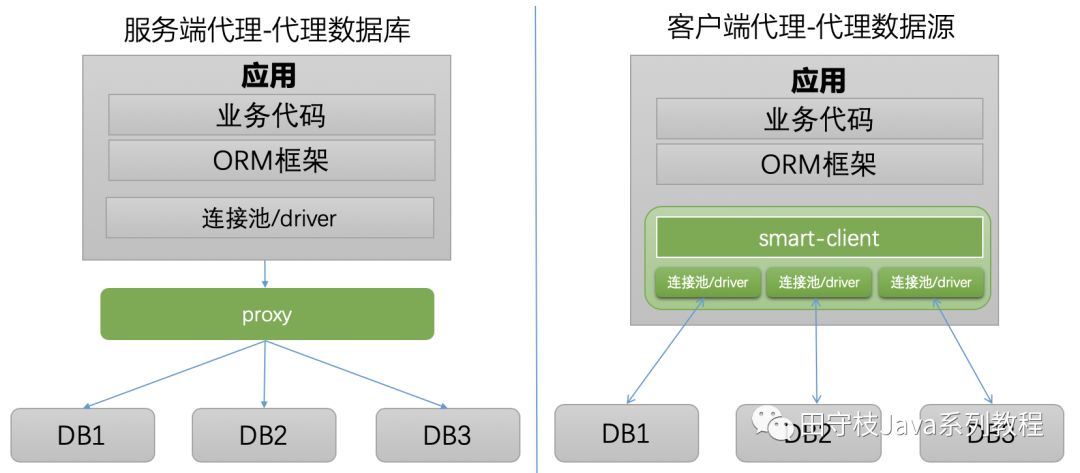 服务端代理-代理数据库
应用
业务代码
ORM框架
连接池/driver
proxy
DB1
DB2
DB3
客户端代理-代理数据源
应用
业务代码
ORM框架
smart-client
连接池/driver
连接池/driver
连接池/driver
DB1
DB2
DB3
田守枝Java系列教程